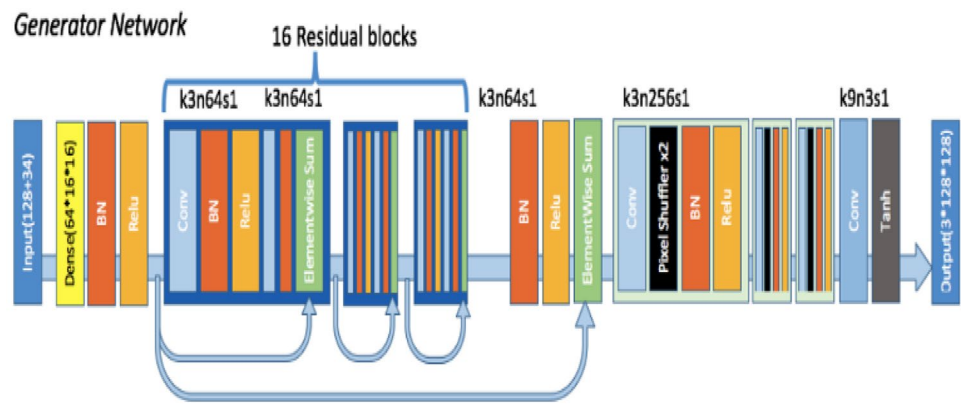 Generator Network
16 Residual blocks
k3n64s1
k3n64s1
k3n64s1
k3n256s1
k9n3s1
Input(128+34)
Dense(64*16*16)
BN
Relu
Conv
BN
Relu
Elementwise Sum
BN
Relu
ElementWise Sum
Conv
Pixel Shuffler x2
BN
Relu
Conv
Tanh
Output(3*128*128)